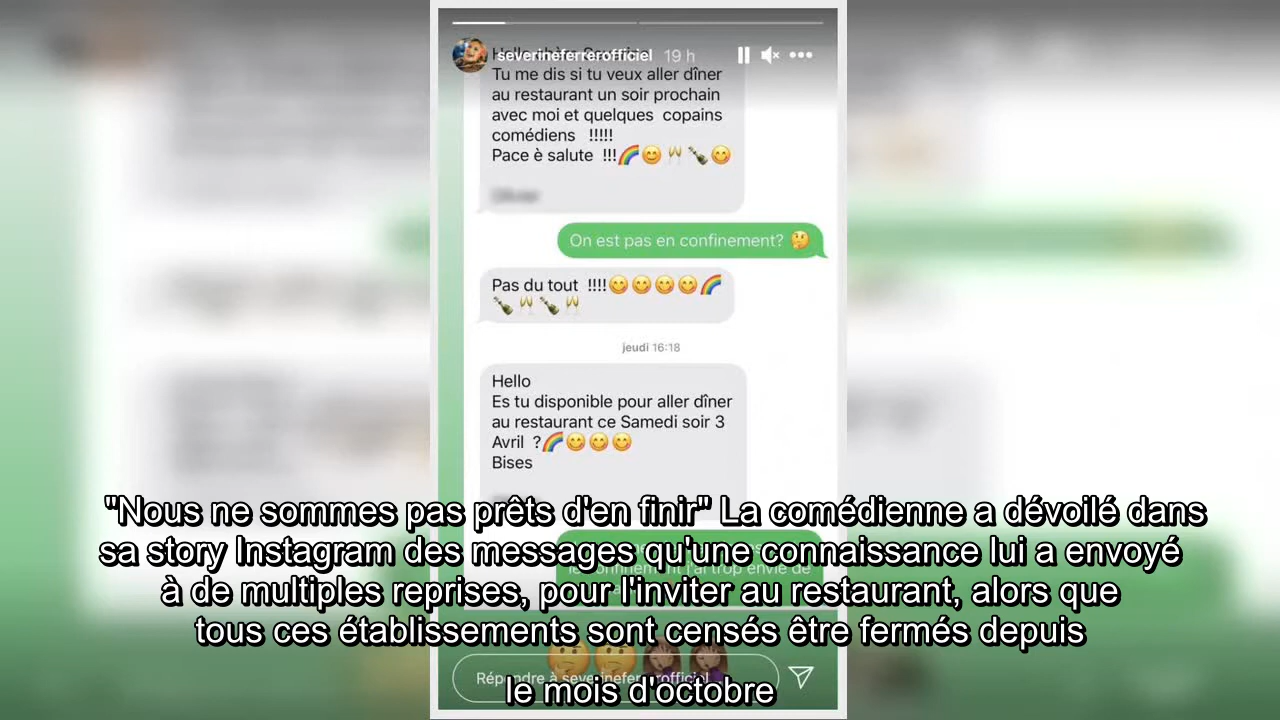 severineferrerofficiel 19 h
Tu me dis si tu veux aller dîner
au restaurant un soir prochain
avec moi et quelques copains
comédiens !!!!!
Pace è salute !!!🌈😊🥂🍾😋
On est pas en confinement? 🤔
Pas du tout !!!!😋😋😋😋🌈
🍾🥂🍾🥂
jeudi 16:18
Hello
Es tu disponible pour aller dîner
au restaurant ce Samedi soir 3
Avril ?🌈😋😋😋
Bises
"Nous ne sommes pas prêts d'en finir" La comédienne a dévoilé dans
sa story Instagram des messages qu'une connaissance lui a envoyé
à de multiples reprises, pour l'inviter au restaurant, alors que
tous ces établissements sont censés être fermés depuis
le mois d'octobre
Répondre à severineferrerofficiel